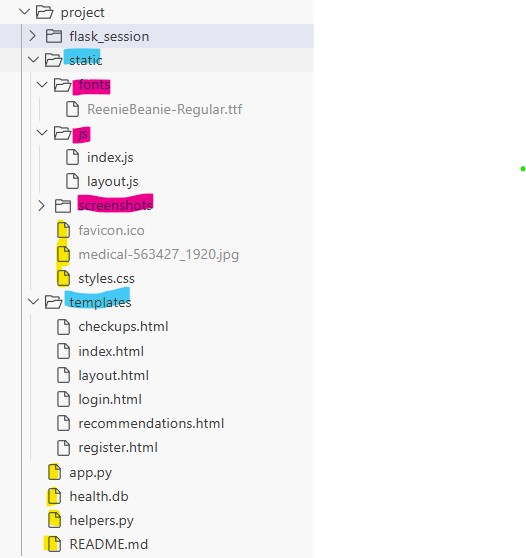 project
flask_session
static
fonts
ReenieBeanie-Regular.ttf
js
index.js
layout.js
screenshots
favicon.ico
medical-563427_1920.jpg
styles.css
templates
checkups.html
index.html
layout.html
login.html
recommendations.html
register.html
app.py
health.db
helpers.py
README.md